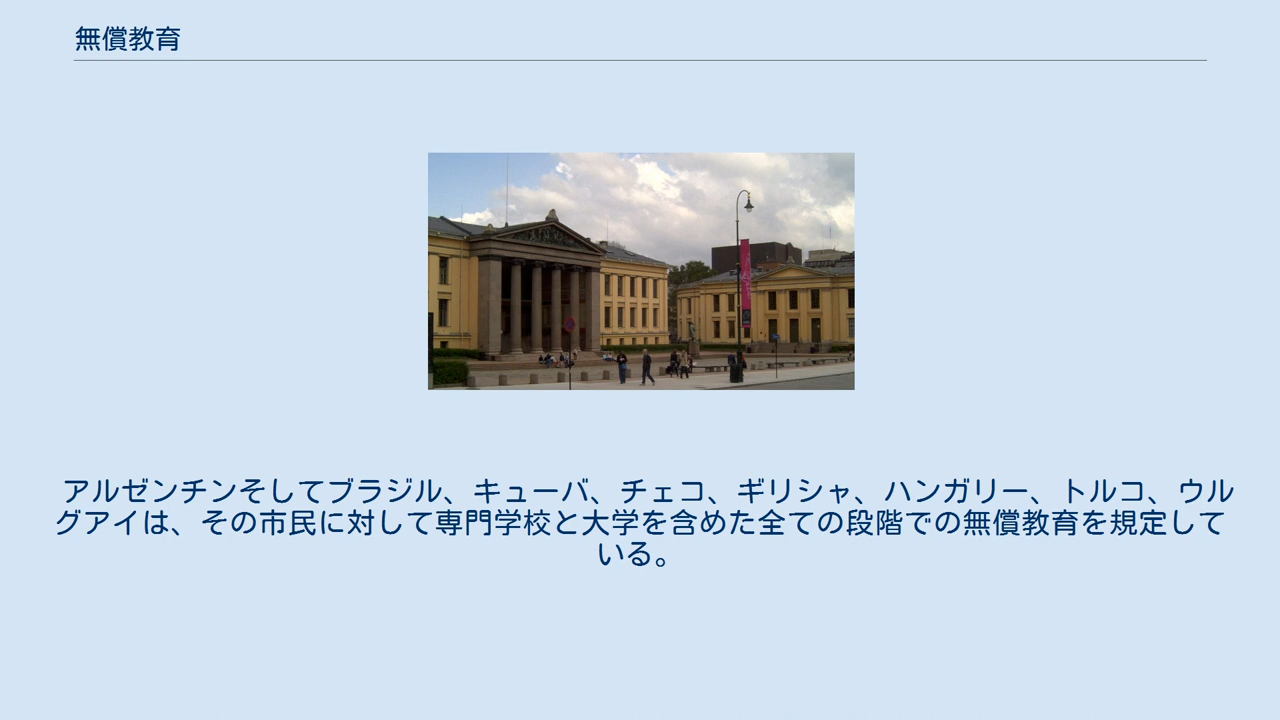 無償教育
アルゼンチンそしてブラジル、キューバ、チェコ、ギリシャ、ハンガリー、トルコ、ウル
グアイは、その市民に対して専門学校と大学を含めた全ての段階での無償教育を規定して
いる。